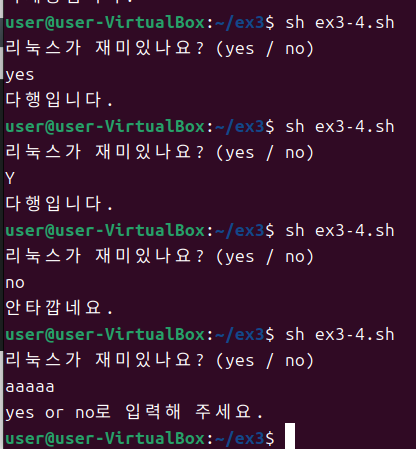 user@user-VirtualBox:~/ex3$ sh ex3-4.sh
리눅스가 재미있나요? (yes / no)
yes
다행입니다.
user@user-VirtualBox:~/ex3$ sh ex3-4.sh
리눅스가 재미있나요? (yes / no)
Y
다행입니다.
user@user-VirtualBox:~/ex3$ sh ex3-4.sh
리눅스가 재미있나요? (yes / no)
no
안타깝네요.
user@user-VirtualBox:~/ex3$ sh ex3-4.sh
리눅스가 재미있나요? (yes / no)
aaaaa
yes or no로 입력해 주세요.
user@user-VirtualBox:~/ex3$